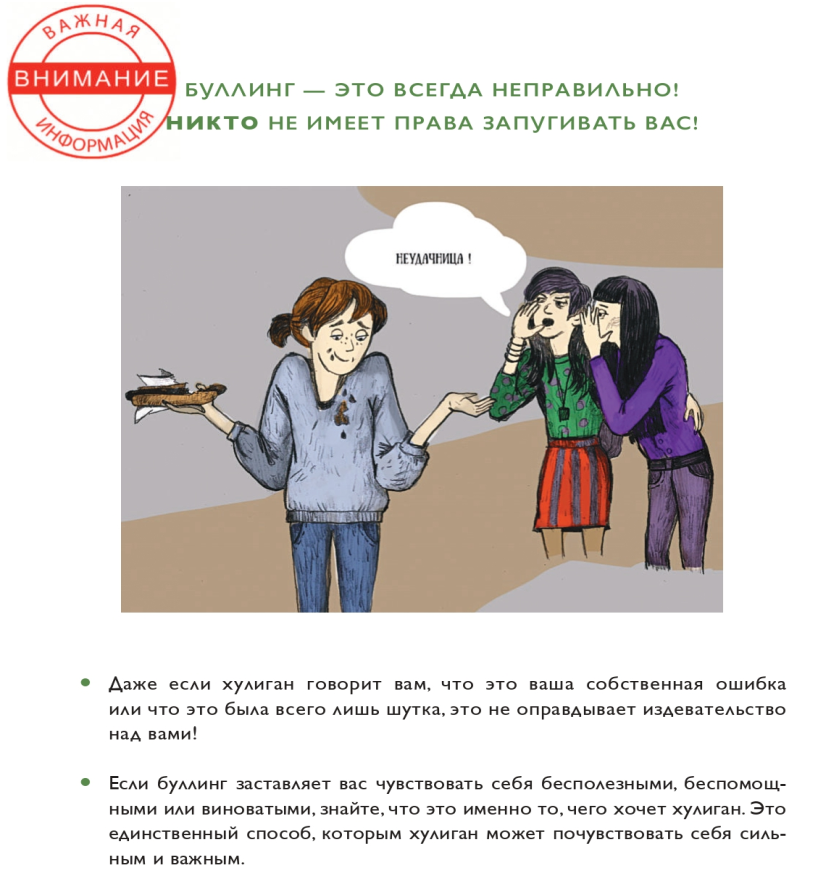 ВАЖНАЯ
ВНИМАНИЕ
ИНФОРМАЦИЯ
БУЛЛИНГ — ЭТО ВСЕГДА НЕПРАВИЛЬНО!
НИКТО НЕ ИМЕЕТ ПРАВА ЗАПУГИВАТЬ ВАС!
НЕУДАЧНИЦА !
• Даже если хулиган говорит вам, что это ваша собственная ошибка
или что это была всего лишь шутка, это не оправдывает издевательство
над вами!
• Если буллинг заставляет вас чувствовать себя бесполезными, беспомощ-
ными или виноватыми, знайте, что это именно то, чего хочет хулиган. Это
единственный способ, которым хулиган может почувствовать себя силь-
ным и важным.